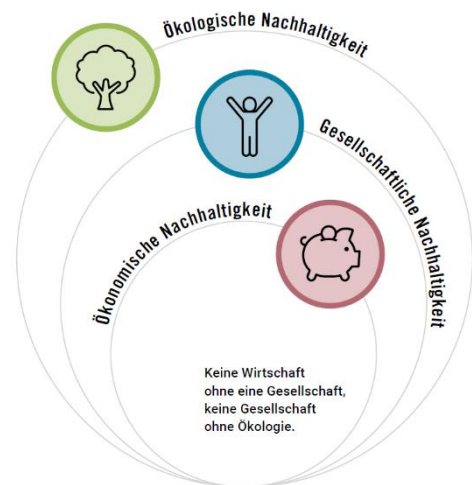 Ökologische Nachhaltigkeit
Gesellschaftliche Nachhaltigkeit
Ökonomische Nachhaltigkeit
Keine Wirtschaft
ohne eine Gesellschaft,
keine Gesellschaft
ohne Ökologie.